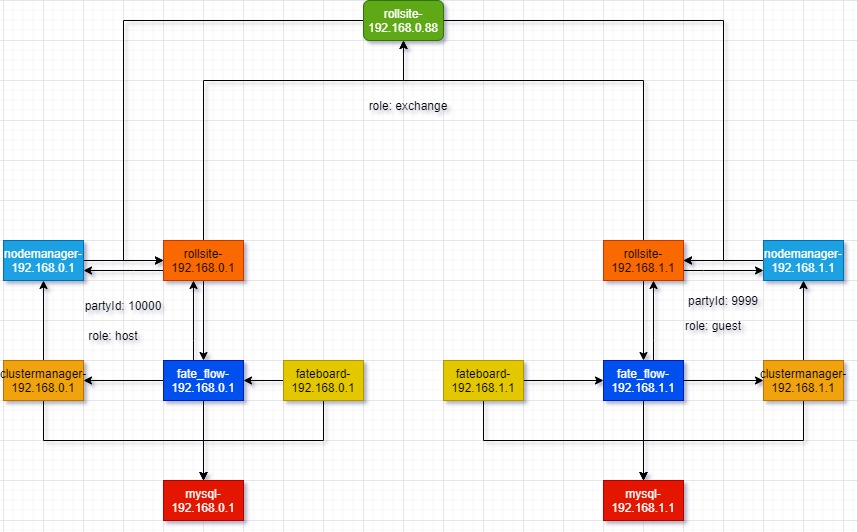 rollsite-
192.168.0.88
role: exchange
nodemanager-
192.168.0.1
rollsite-
192.168.0.1
rollsite-
192.168.1.1
nodemanager-
192.168.1.1
partyId: 10000
role: host
partyId: 9999
role: guest
clustermanager-
192.168.0.1
fate_flow-
192.168.0.1
fateboard-
192.168.0.1
fateboard-
192.168.1.1
fate_flow-
192.168.1.1
clustermanager-
192.168.1.1
mysql-
192.168.0.1
mysql-
192.168.1.1